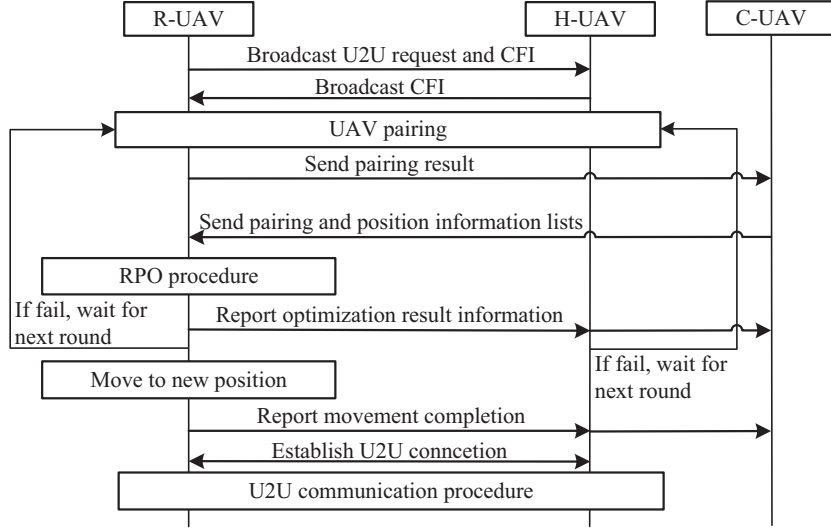 R-UAV
H-UAV
C-UAV
Broadcast U2U request and CFI
Broadcast CFI
UAV pairing
Send pairing result
Send pairing and position information lists
RPO procedure
If fail, wait for
next round
Report optimization result information
If fail, wait for
next round
Move to new position
Report movement completion
Establish U2U conncetion
U2U communication procedure